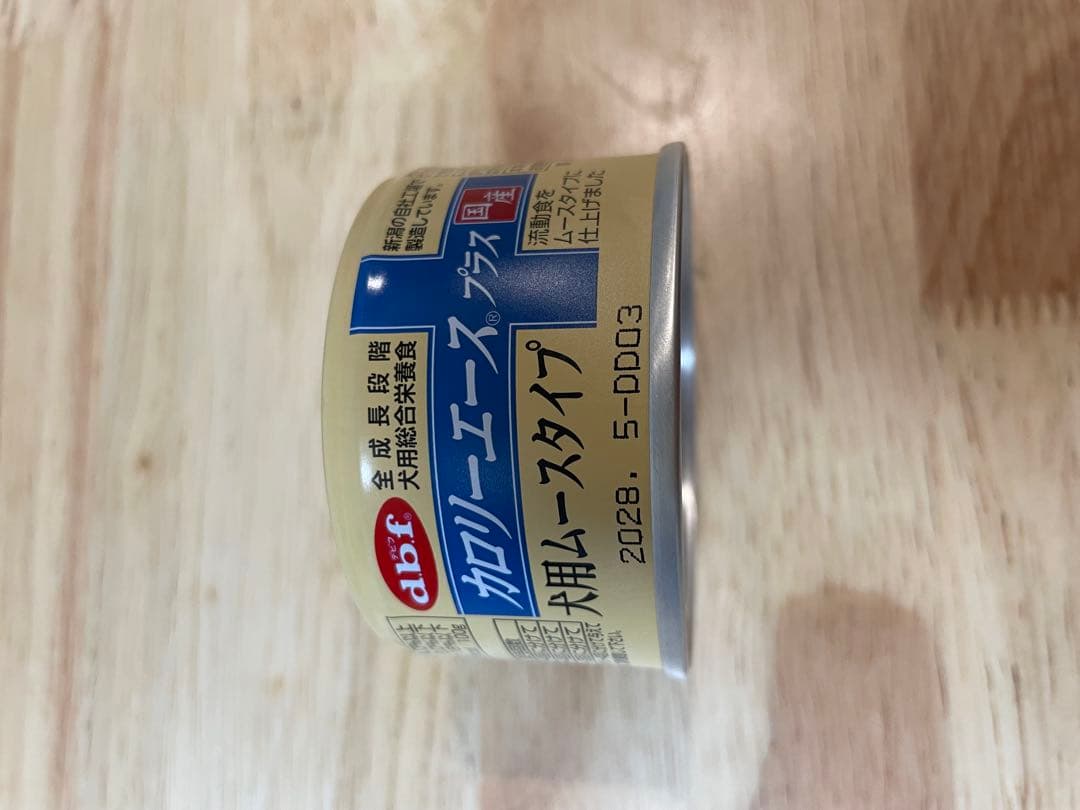 デビフ
d.b.f®
全成長段階
犬用総合栄養食
新潟の自社工場で
製造しています。
カロリーエース®プラス
国産
犬用ムースタイプ
流動食を
ムースタイプに
仕上げました
2028. 5-DD03
100g